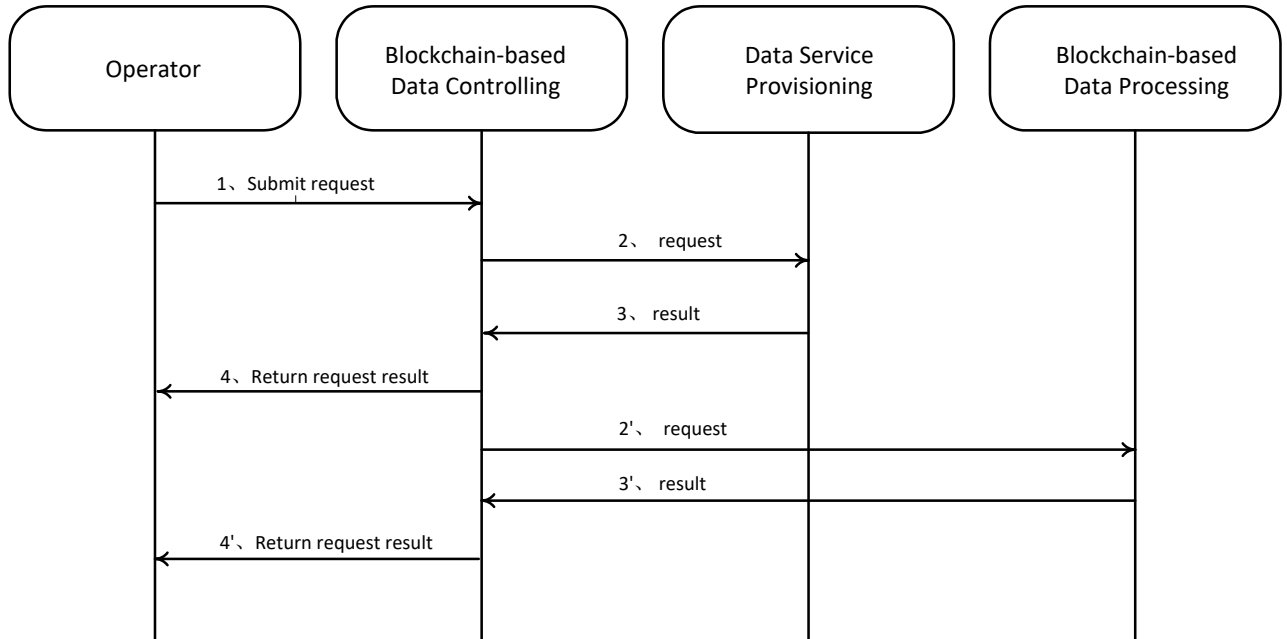 Operator
Blockchain-based
Data Controlling
Data Service
Provisioning
Blockchain-based
Data Processing
1、Submit request
2、 request
3、 result
4、Return request result
2'、 request
3'、 result
4'、Return request result